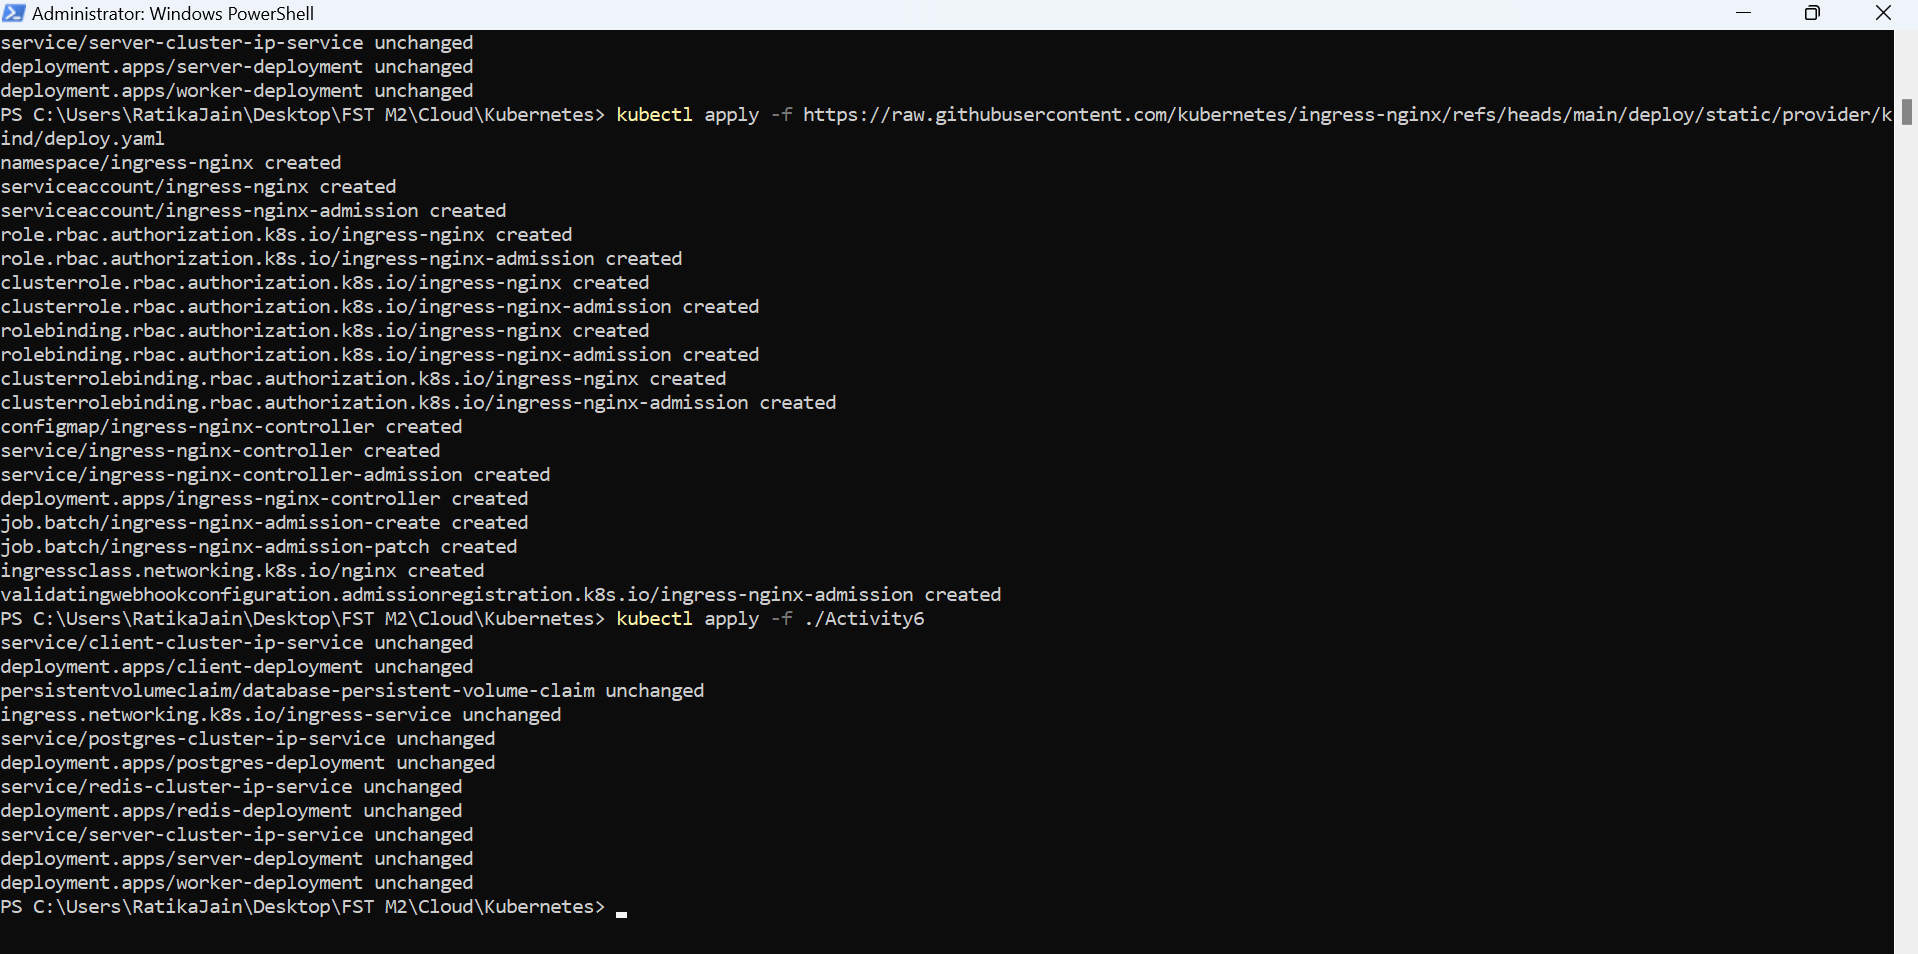 Administrator: Windows PowerShell
service/server-cluster-ip-service unchanged
deployment.apps/server-deployment unchanged
deployment.apps/worker-deployment unchanged
PS C:\Users\RatikaJain\Desktop\FST M2\Cloud\Kubernetes> kubectl apply -f https://raw.githubusercontent.com/kubernetes/ingress-nginx/refs/heads/main/deploy/static/provider/k
ind/deploy.yaml
namespace/ingress-nginx created
serviceaccount/ingress-nginx created
serviceaccount/ingress-nginx-admission created
role.rbac.authorization.k8s.io/ingress-nginx created
role.rbac.authorization.k8s.io/ingress-nginx-admission created
clusterrole.rbac.authorization.k8s.io/ingress-nginx created
clusterrole.rbac.authorization.k8s.io/ingress-nginx-admission created
rolebinding.rbac.authorization.k8s.io/ingress-nginx created
rolebinding.rbac.authorization.k8s.io/ingress-nginx-admission created
clusterrolebinding.rbac.authorization.k8s.io/ingress-nginx created
clusterrolebinding.rbac.authorization.k8s.io/ingress-nginx-admission created
configmap/ingress-nginx-controller created
service/ingress-nginx-controller created
service/ingress-nginx-controller-admission created
deployment.apps/ingress-nginx-controller created
job.batch/ingress-nginx-admission-create created
job.batch/ingress-nginx-admission-patch created
ingressclass.networking.k8s.io/nginx created
validatingwebhookconfiguration.admissionregistration.k8s.io/ingress-nginx-admission created
PS C:\Users\RatikaJain\Desktop\FST M2\Cloud\Kubernetes> kubectl apply -f ./Activity6
service/client-cluster-ip-service unchanged
deployment.apps/client-deployment unchanged
persistentvolumeclaim/database-persistent-volume-claim unchanged
ingress.networking.k8s.io/ingress-service unchanged
service/postgres-cluster-ip-service unchanged
deployment.apps/postgres-deployment unchanged
service/redis-cluster-ip-service unchanged
deployment.apps/redis-deployment unchanged
service/server-cluster-ip-service unchanged
deployment.apps/server-deployment unchanged
deployment.apps/worker-deployment unchanged
PS C:\Users\RatikaJain\Desktop\FST M2\Cloud\Kubernetes>